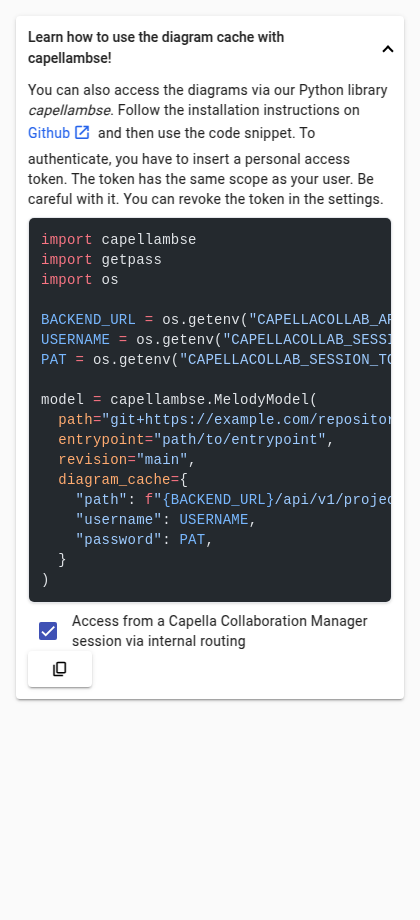 Learn how to use the diagram cache with
capellambse!
You can also access the diagrams via our Python library
capellambse. Follow the installation instructions on
Github and then use the code snippet. To
authenticate, you have to insert a personal access
token. The token has the same scope as your user. Be
careful with it. You can revoke the token in the settings.
import capellambse
import getpass
import os
BACKEND_URL = os.getenv("CAPELLACOLLAB_AP
USERNAME = os.getenv("CAPELLACOLLAB_SESSI
PAT = os.getenv("CAPELLACOLLAB_SESSION_TO
model = capellambse.MelodyModel(
path="git+https://example.com/repositor
entrypoint="path/to/entrypoint",
revision="main",
diagram_cache={
"path": f"{BACKEND_URL}/api/v1/projec
"username": USERNAME,
"password": PAT,
}
)
Access from a Capella Collaboration Manager
session via internal routing